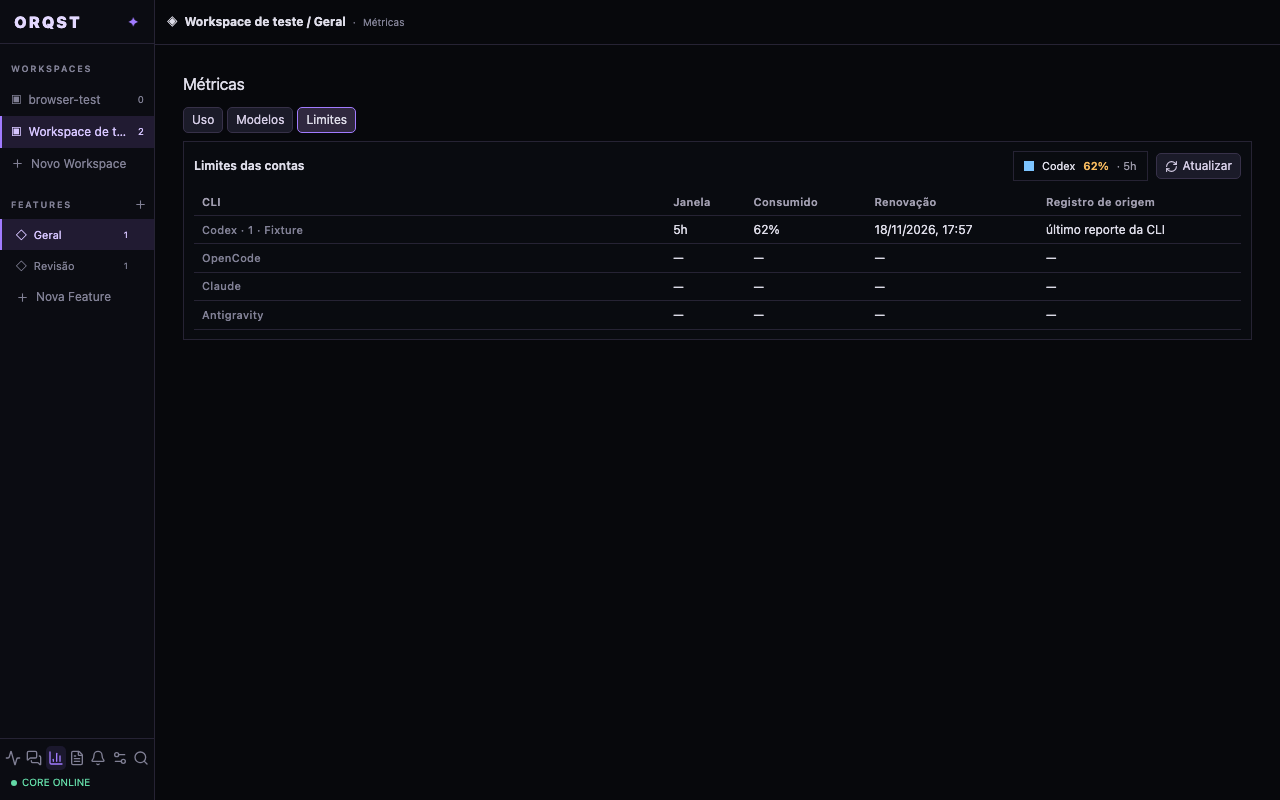 ORQST
WORKSPACES
browser-test 0
Workspace de t... 2
Novo Workspace
FEATURES
Geral 1
Revisão 1
Nova Feature
CORE ONLINE
Workspace de teste / Geral · Métricas
Métricas
Uso Modelos Limites
Limites das contas
Codex 62% · 5h Atualizar
CLI Janela Consumido Renovação Registro de origem
Codex · 1 · Fixture 5h 62% 18/11/2026, 17:57 último reporte da CLI
OpenCode — — — —
Claude — — — —
Antigravity — — — —